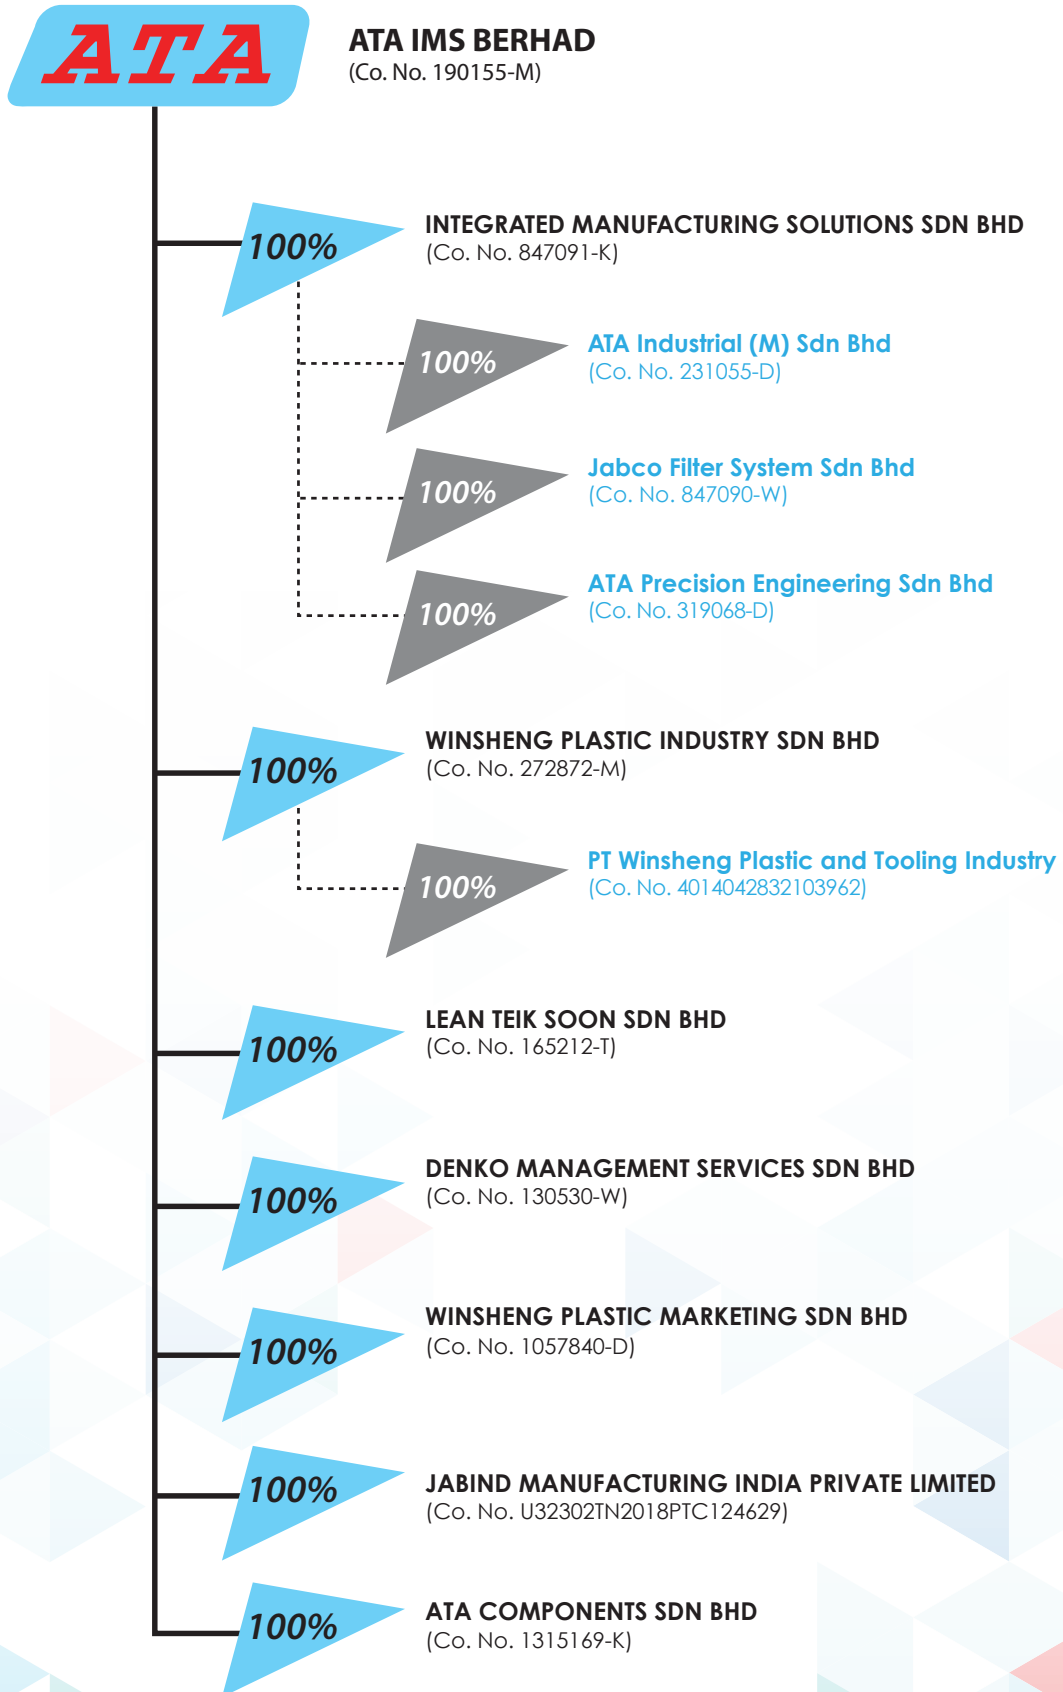 ATA
ATA IMS BERHAD
(Co. No. 190155-M)
100%
INTEGRATED MANUFACTURING SOLUTIONS SDN BHD
(Co. No. 847091-K)
100%
ATA Industrial (M) Sdn Bhd
(Co. No. 231055-D)
100%
Jabco Filter System Sdn Bhd
(Co. No. 847090-W)
100%
ATA Precision Engineering Sdn Bhd
(Co. No. 319068-D)
100%
WINSHENG PLASTIC INDUSTRY SDN BHD
(Co. No. 272872-M)
100%
PT Winsheng Plastic and Tooling Industry
(Co. No. 4014042832103962)
100%
LEAN TEIK SOON SDN BHD
(Co. No. 165212-T)
100%
DENKO MANAGEMENT SERVICES SDN BHD
(Co. No. 130530-W)
100%
WINSHENG PLASTIC MARKETING SDN BHD
(Co. No. 1057840-D)
100%
JABIND MANUFACTURING INDIA PRIVATE LIMITED
(Co. No. U32302TN2018PTC124629)
100%
ATA COMPONENTS SDN BHD
(Co. No. 1315169-K)